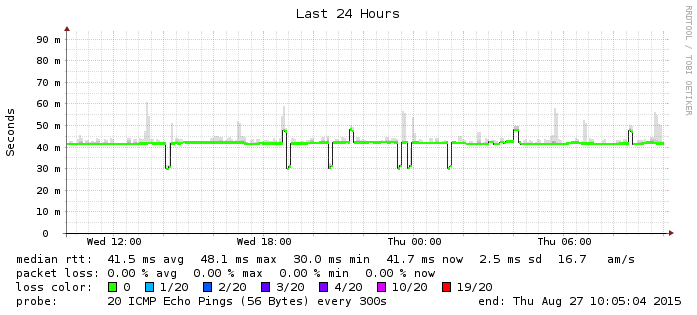 Last 24 Hours
RRDTOOL / TOBI OETIKER
Seconds
90 m
80 m
70 m
60 m
50 m
40 m
30 m
20 m
10 m
0
Wed 12:00 Wed 18:00 Thu 00:00 Thu 06:00
median rtt: 41.5 ms avg 48.1 ms max 30.0 ms min 41.7 ms now 2.5 ms sd 16.7 am/s
packet loss: 0.00 % avg 0.00 % max 0.00 % min 0.00 % now
loss color: 0 1/20 2/20 3/20 4/20 10/20 19/20
probe: 20 ICMP Echo Pings (56 Bytes) every 300s end: Thu Aug 27 10:05:04 2015